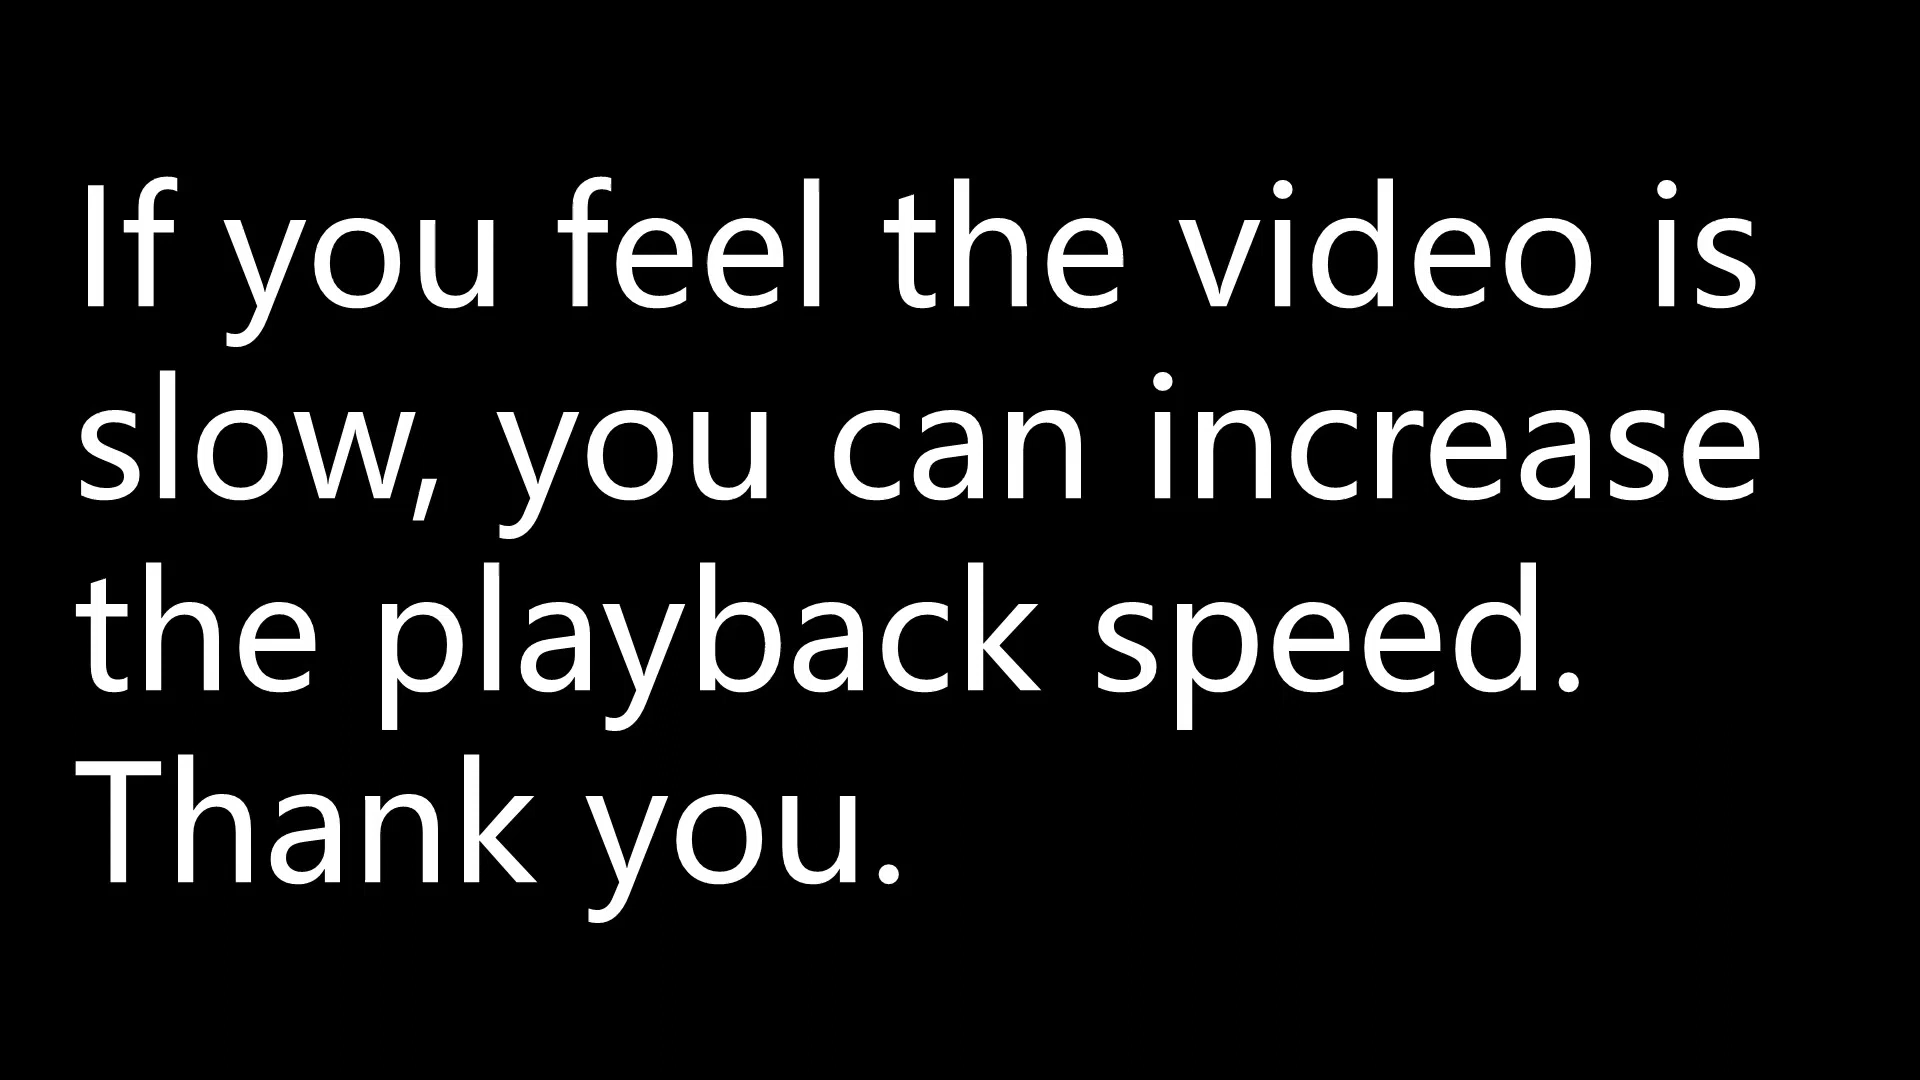 If you feel the video is
slow, you can increase
the playback speed.
Thank you.